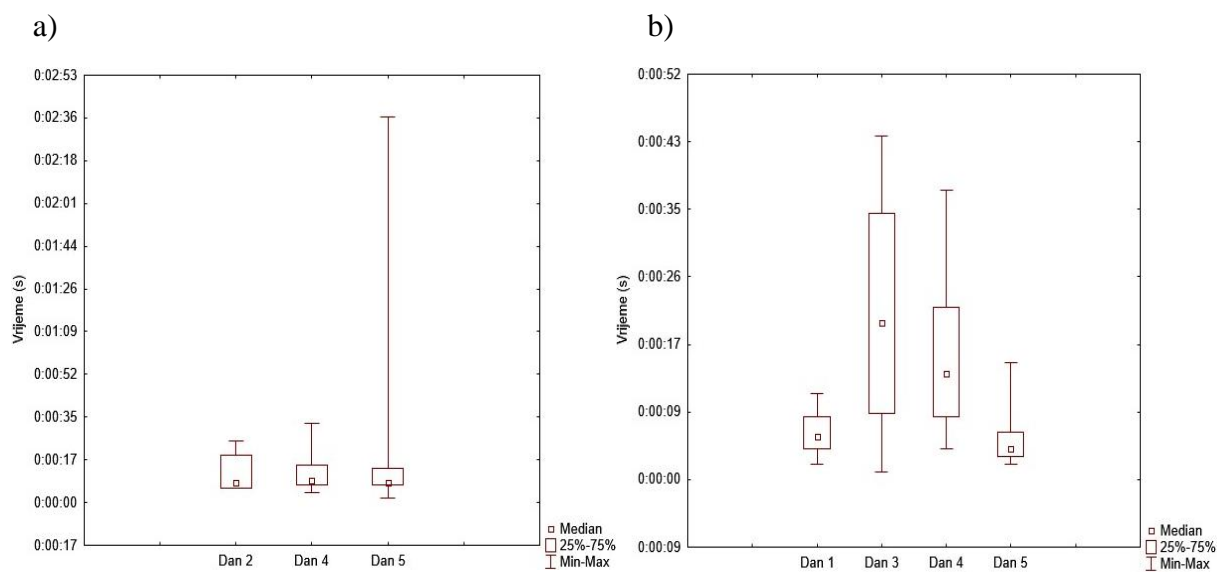 a)
0:02:53
0:02:36
0:02:18
0:02:01
0:01:44
0:01:26
0:01:09
0:00:52
0:00:35
0:00:17
0:00:00
0:00:17
Vrijeme (s)
Dan 2 Dan 4 Dan 5
Median
25%-75%
Min-Max
b)
0:00:52
0:00:43
0:00:35
0:00:26
0:00:17
0:00:09
0:00:00
0:00:09
Vrijeme (s)
Dan 1 Dan 3 Dan 4 Dan 5
Median
25%-75%
Min-Max